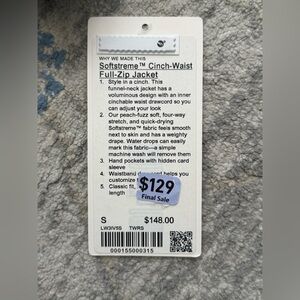 WHY WE MADE THIS
Softstreme™ Cinch-Waist
Full-Zip Jacket
1. Style in a cinch. This
funnel-neck jacket has a
voluminous design with an inner
cinchable waist drawcord so you
can adjust your look
2. Our peach-fuzz soft, four-way
stretch, and quick-drying
Softstreme™ fabric feels smooth
next to skin and has a weighty
drape. Water drops can easily
mark this fabric—a simple
machine wash will remove them
3. Hand pockets with hidden card
sleeve
4. Waistband helps you
customize
5. Classic fit,
length
$129
Final Sale
S $148.00
LW3IV5S TWRS
000155000315